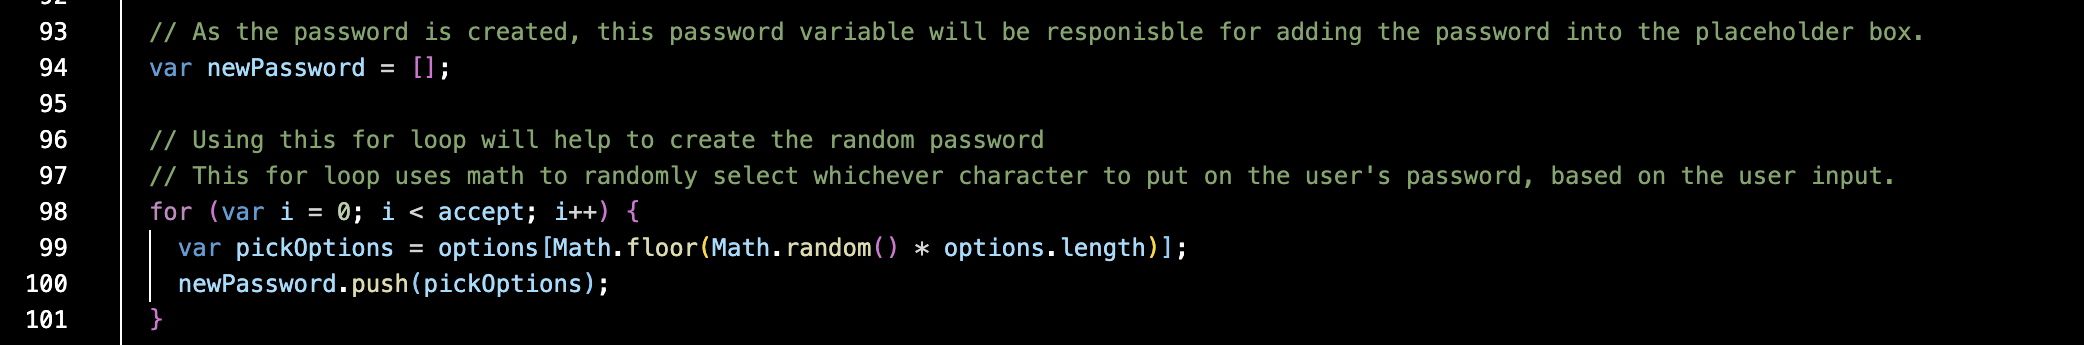 93 // As the password is created, this password variable will be responisble for adding the password into the placeholder box.
94 var newPassword = [];
95
96 // Using this for loop will help to create the random password
97 // This for loop uses math to randomly select whichever character to put on the user's password, based on the user input.
98 for (var i = 0; i < accept; i++) {
99 var pickOptions = options[Math.floor(Math.random() * options.length)];
100 newPassword.push(pickOptions);
101 }